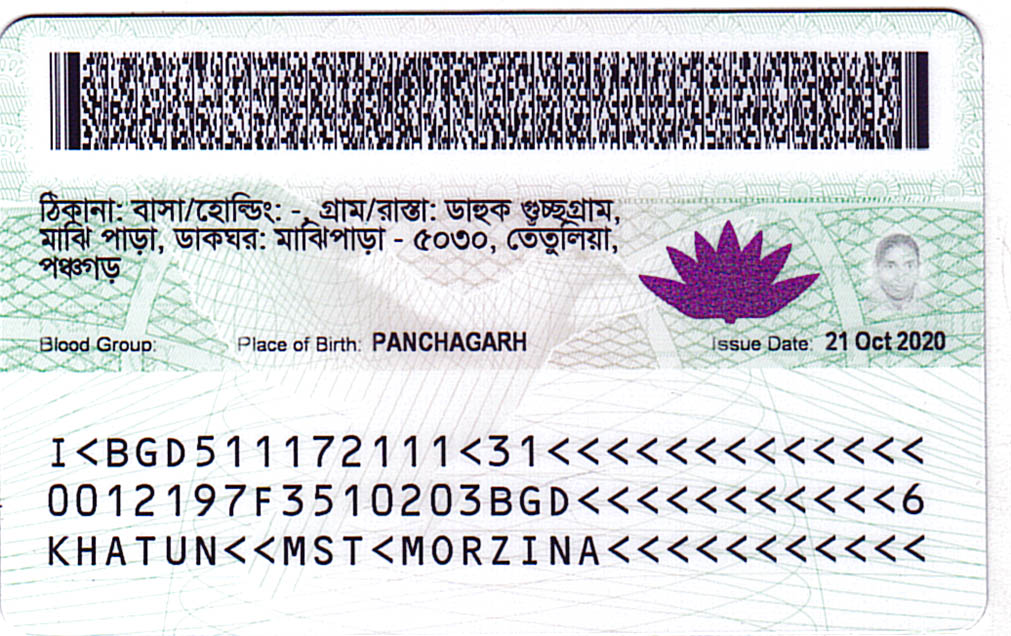 ঠিকানা: বাসা/হোল্ডিং: -, গ্রাম/রাস্তা: ডাহুক গুচ্ছগ্রাম,
মাঝি পাড়া, ডাকঘর: মাঝিপাড়া - ৫০৩০, তেতুলিয়া,
পঞ্চগড়
Blood Group: Place of Birth: PANCHAGARH Issue Date: 21 Oct 2020
I<BGD511172111<31<<<<<<<<<<<<<
0012197F3510203BGD<<<<<<<<<<<6
KHATUN<<MST<MORZINA<<<<<<<<<<<